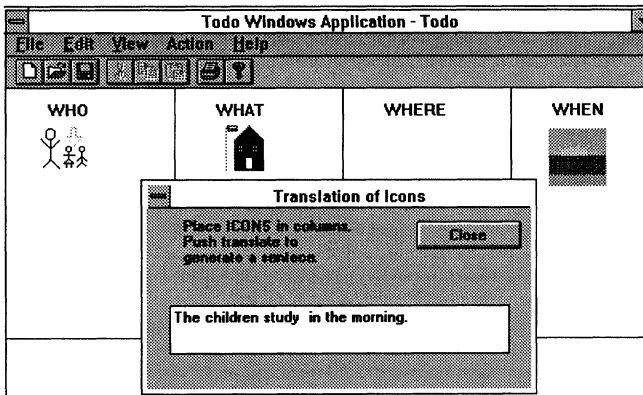 Todo Windows Application - Todo
File Edit View Action Help
WHO WHAT WHERE WHEN
Translation of Icons
Place ICONS in columns.
Push translate to
generate a sentece.
Close
The children study in the morning.